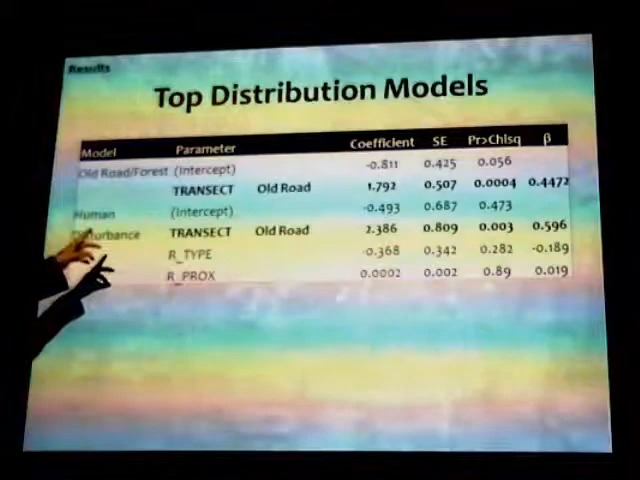 Results
Top Distribution Models
Model Parameter Coefficient SE Pr>Chisq β
Old Road/Forest (Intercept) -0.811 0.425 0.056
TRANSECT Old Road 1.792 0.507 0.0004 0.4472
Human (Intercept) -0.493 0.687 0.473
Disturbance TRANSECT Old Road 2.386 0.809 0.003 0.596
R_TYPE -0.368 0.342 0.282 -0.189
R_PROX 0.0002 0.002 0.89 0.019